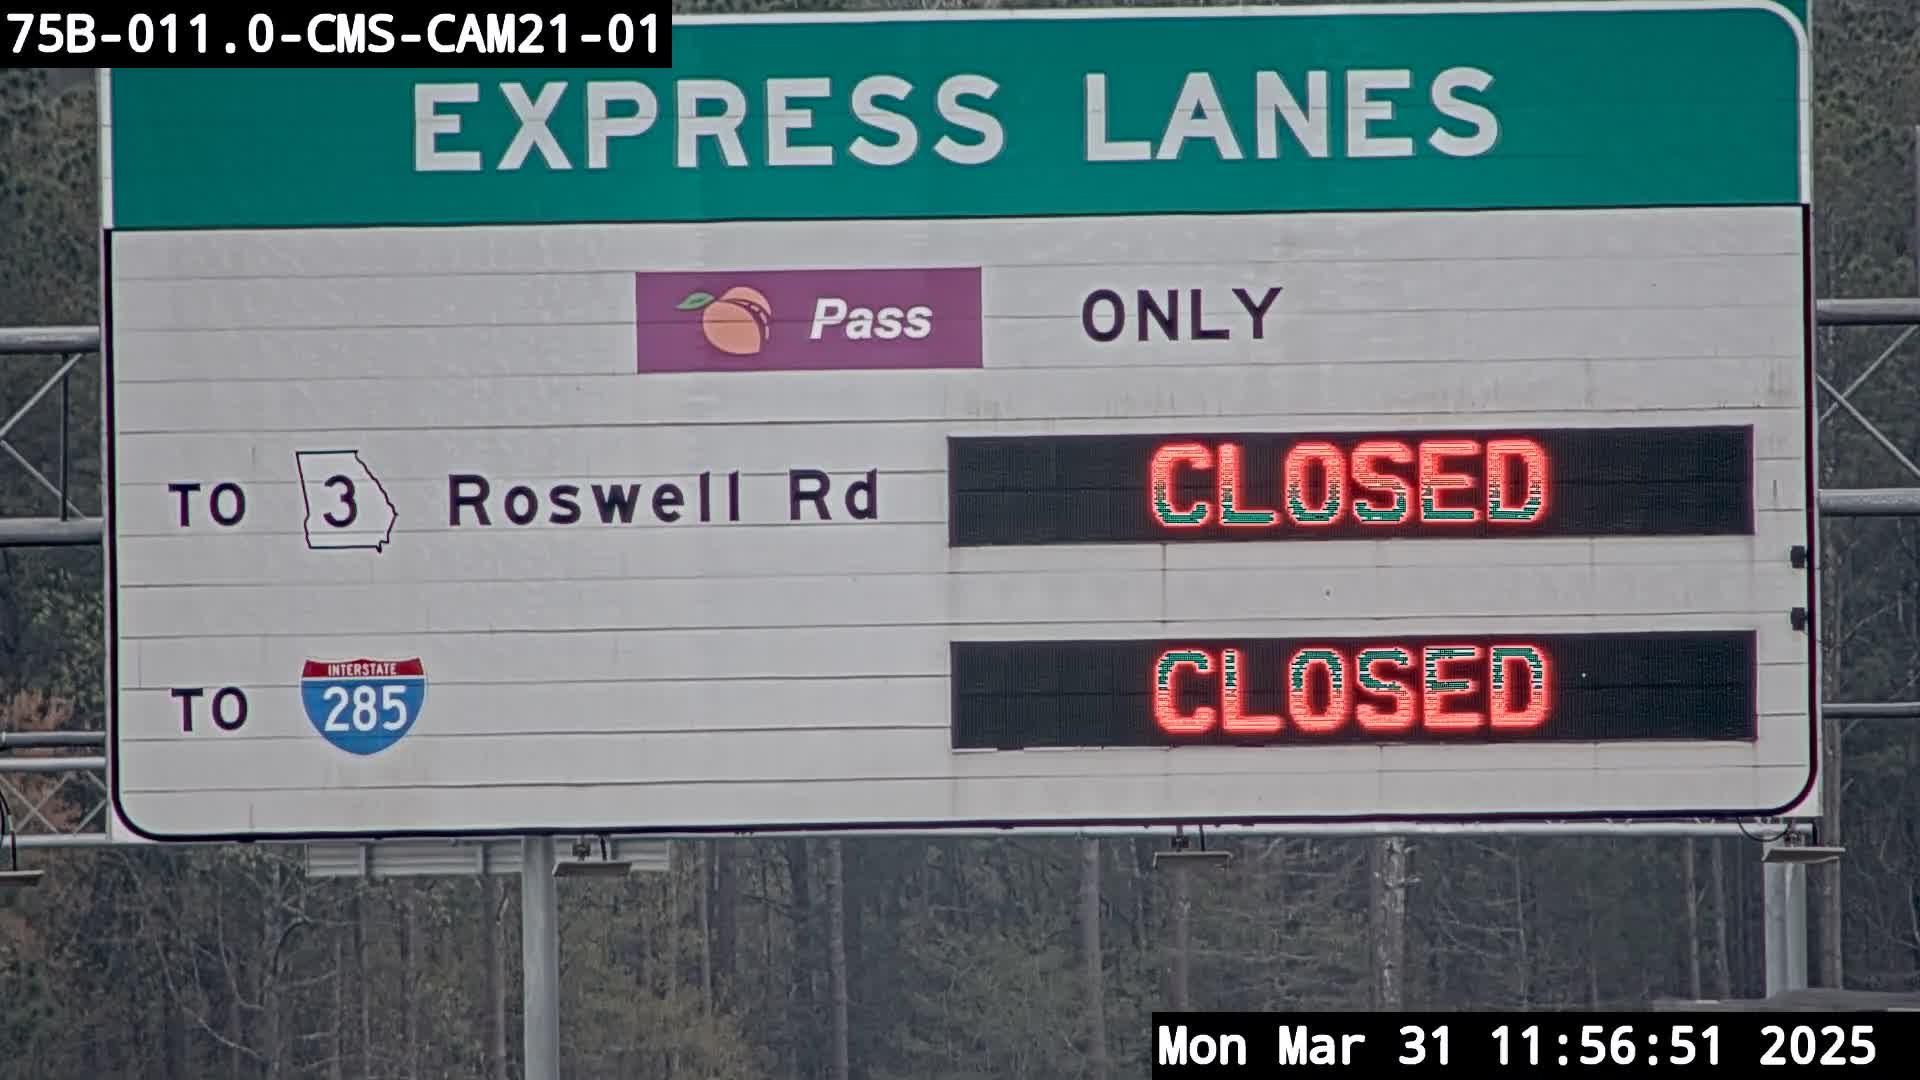 75B-011.0-CMS-CAM21-01
EXPRESS LANES
Pass ONLY
TO 3 Roswell Rd CLOSED
INTERSTATE
TO 285 CLOSED
Mon Mar 31 11:56:51 2025